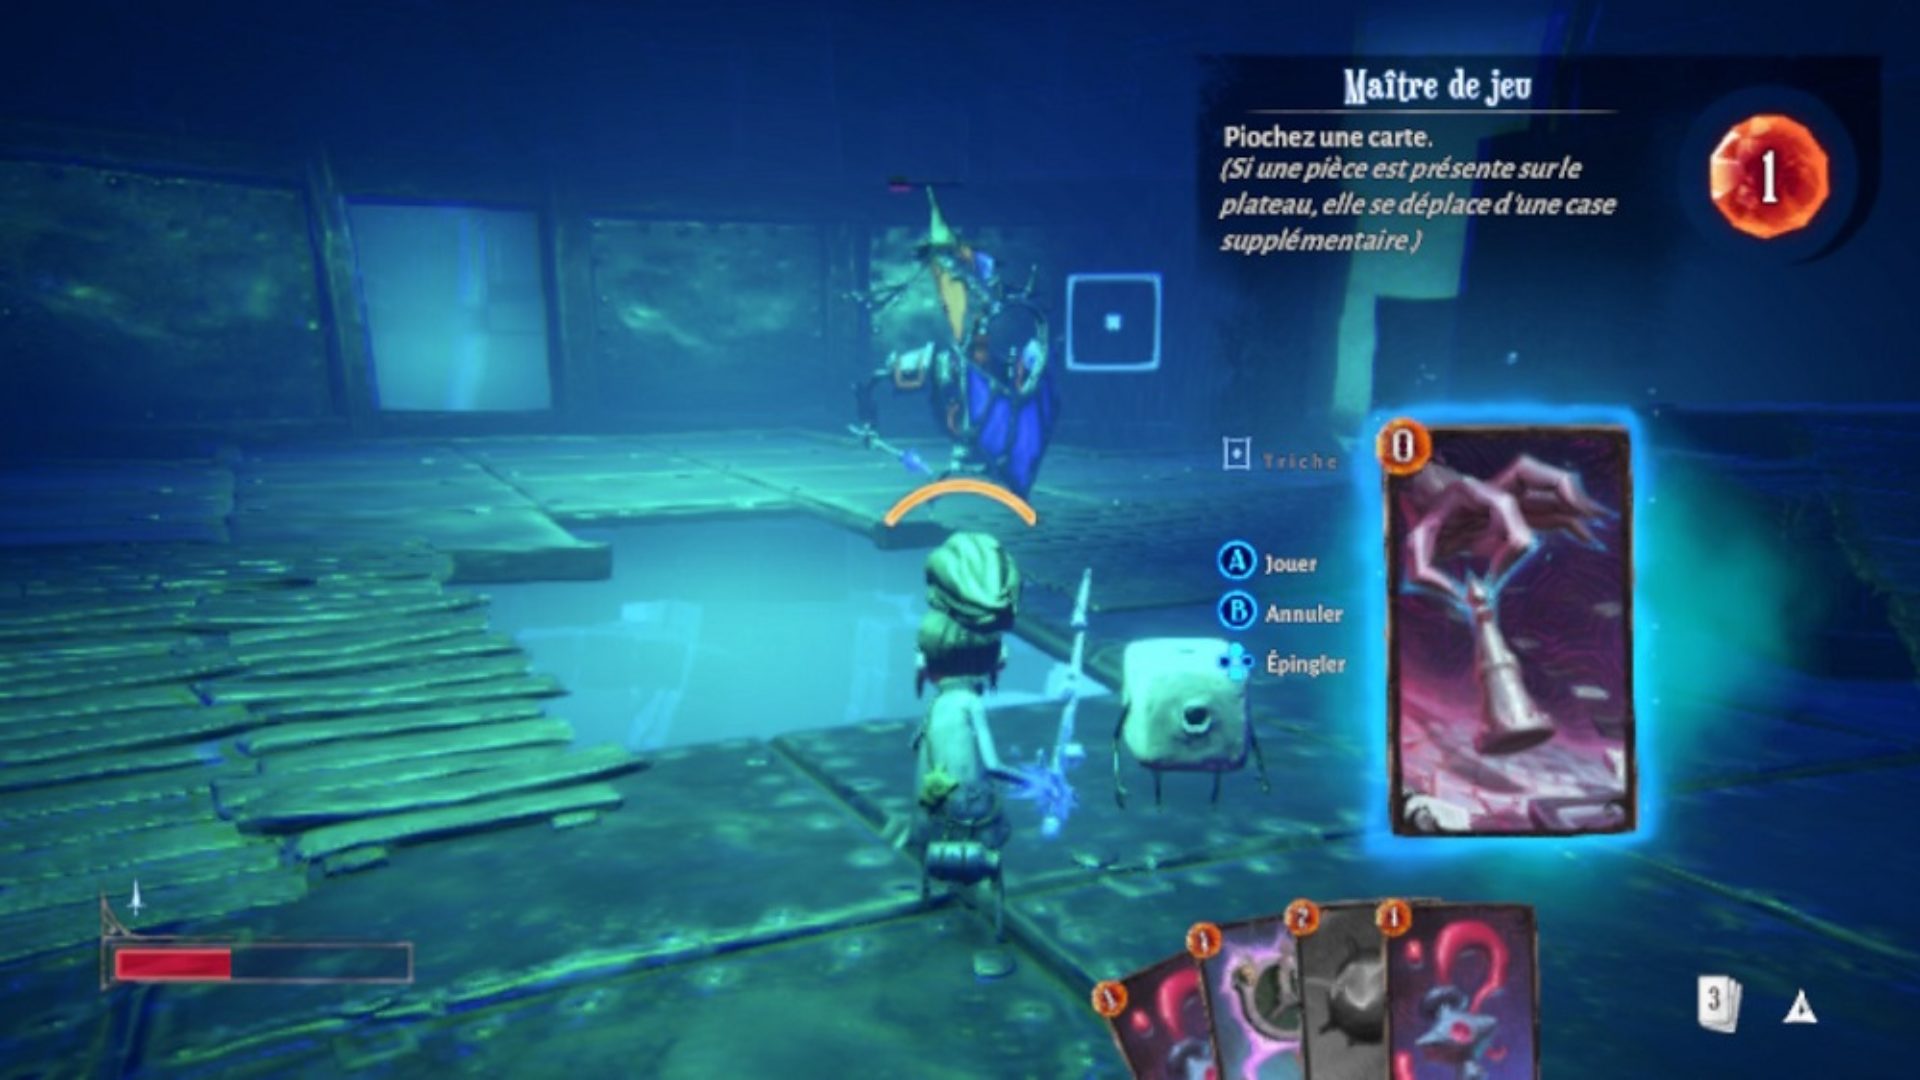 Maître de jeu
Piochez une carte.
(Si une pièce est présente sur le
plateau, elle se déplace d'une case
supplémentaire)
1
0
Triche
A Jouer
B Annuler
Épingler
1
1
2
1
3